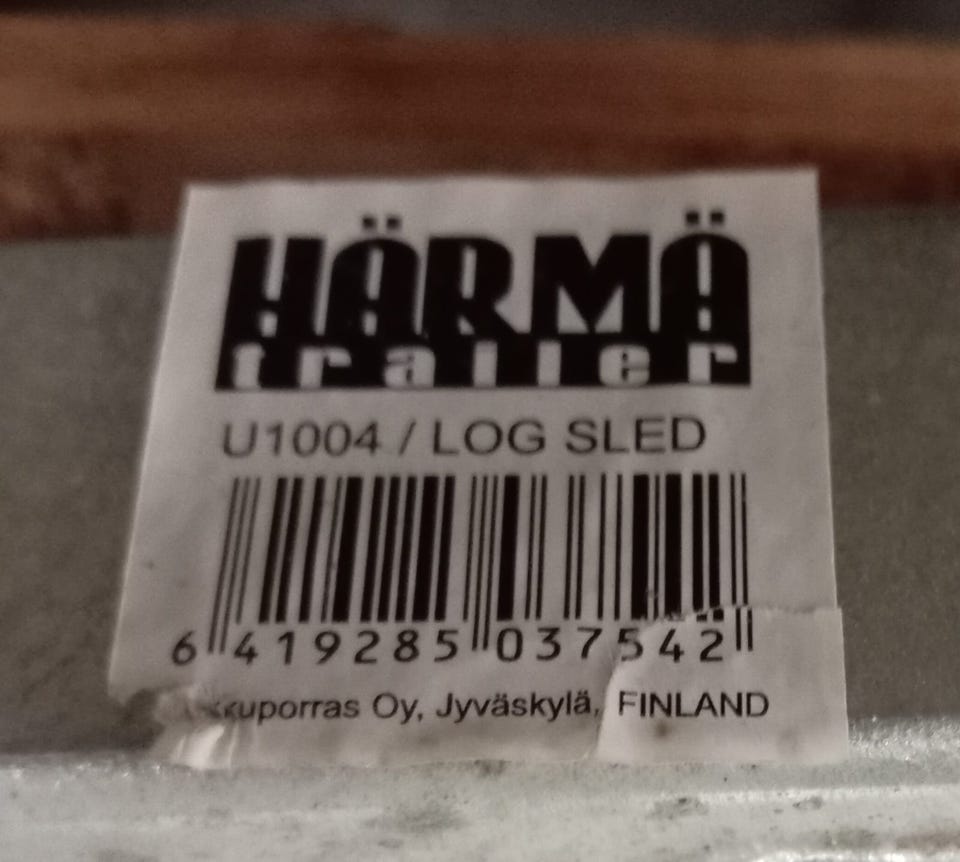 HÄRMÄ
trailer
U1004 / LOG SLED
6 419285 037542
Oy, Jyväskylä, FINLAND